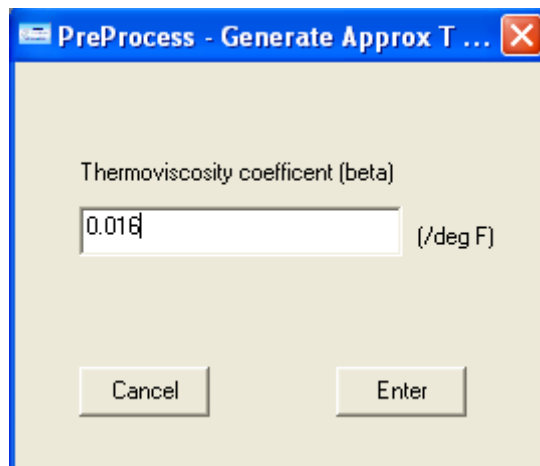 PreProcess - Generate Approx T ...
Thermoviscosity coefficent (beta)
0.016
(/deg F)
Cancel
Enter